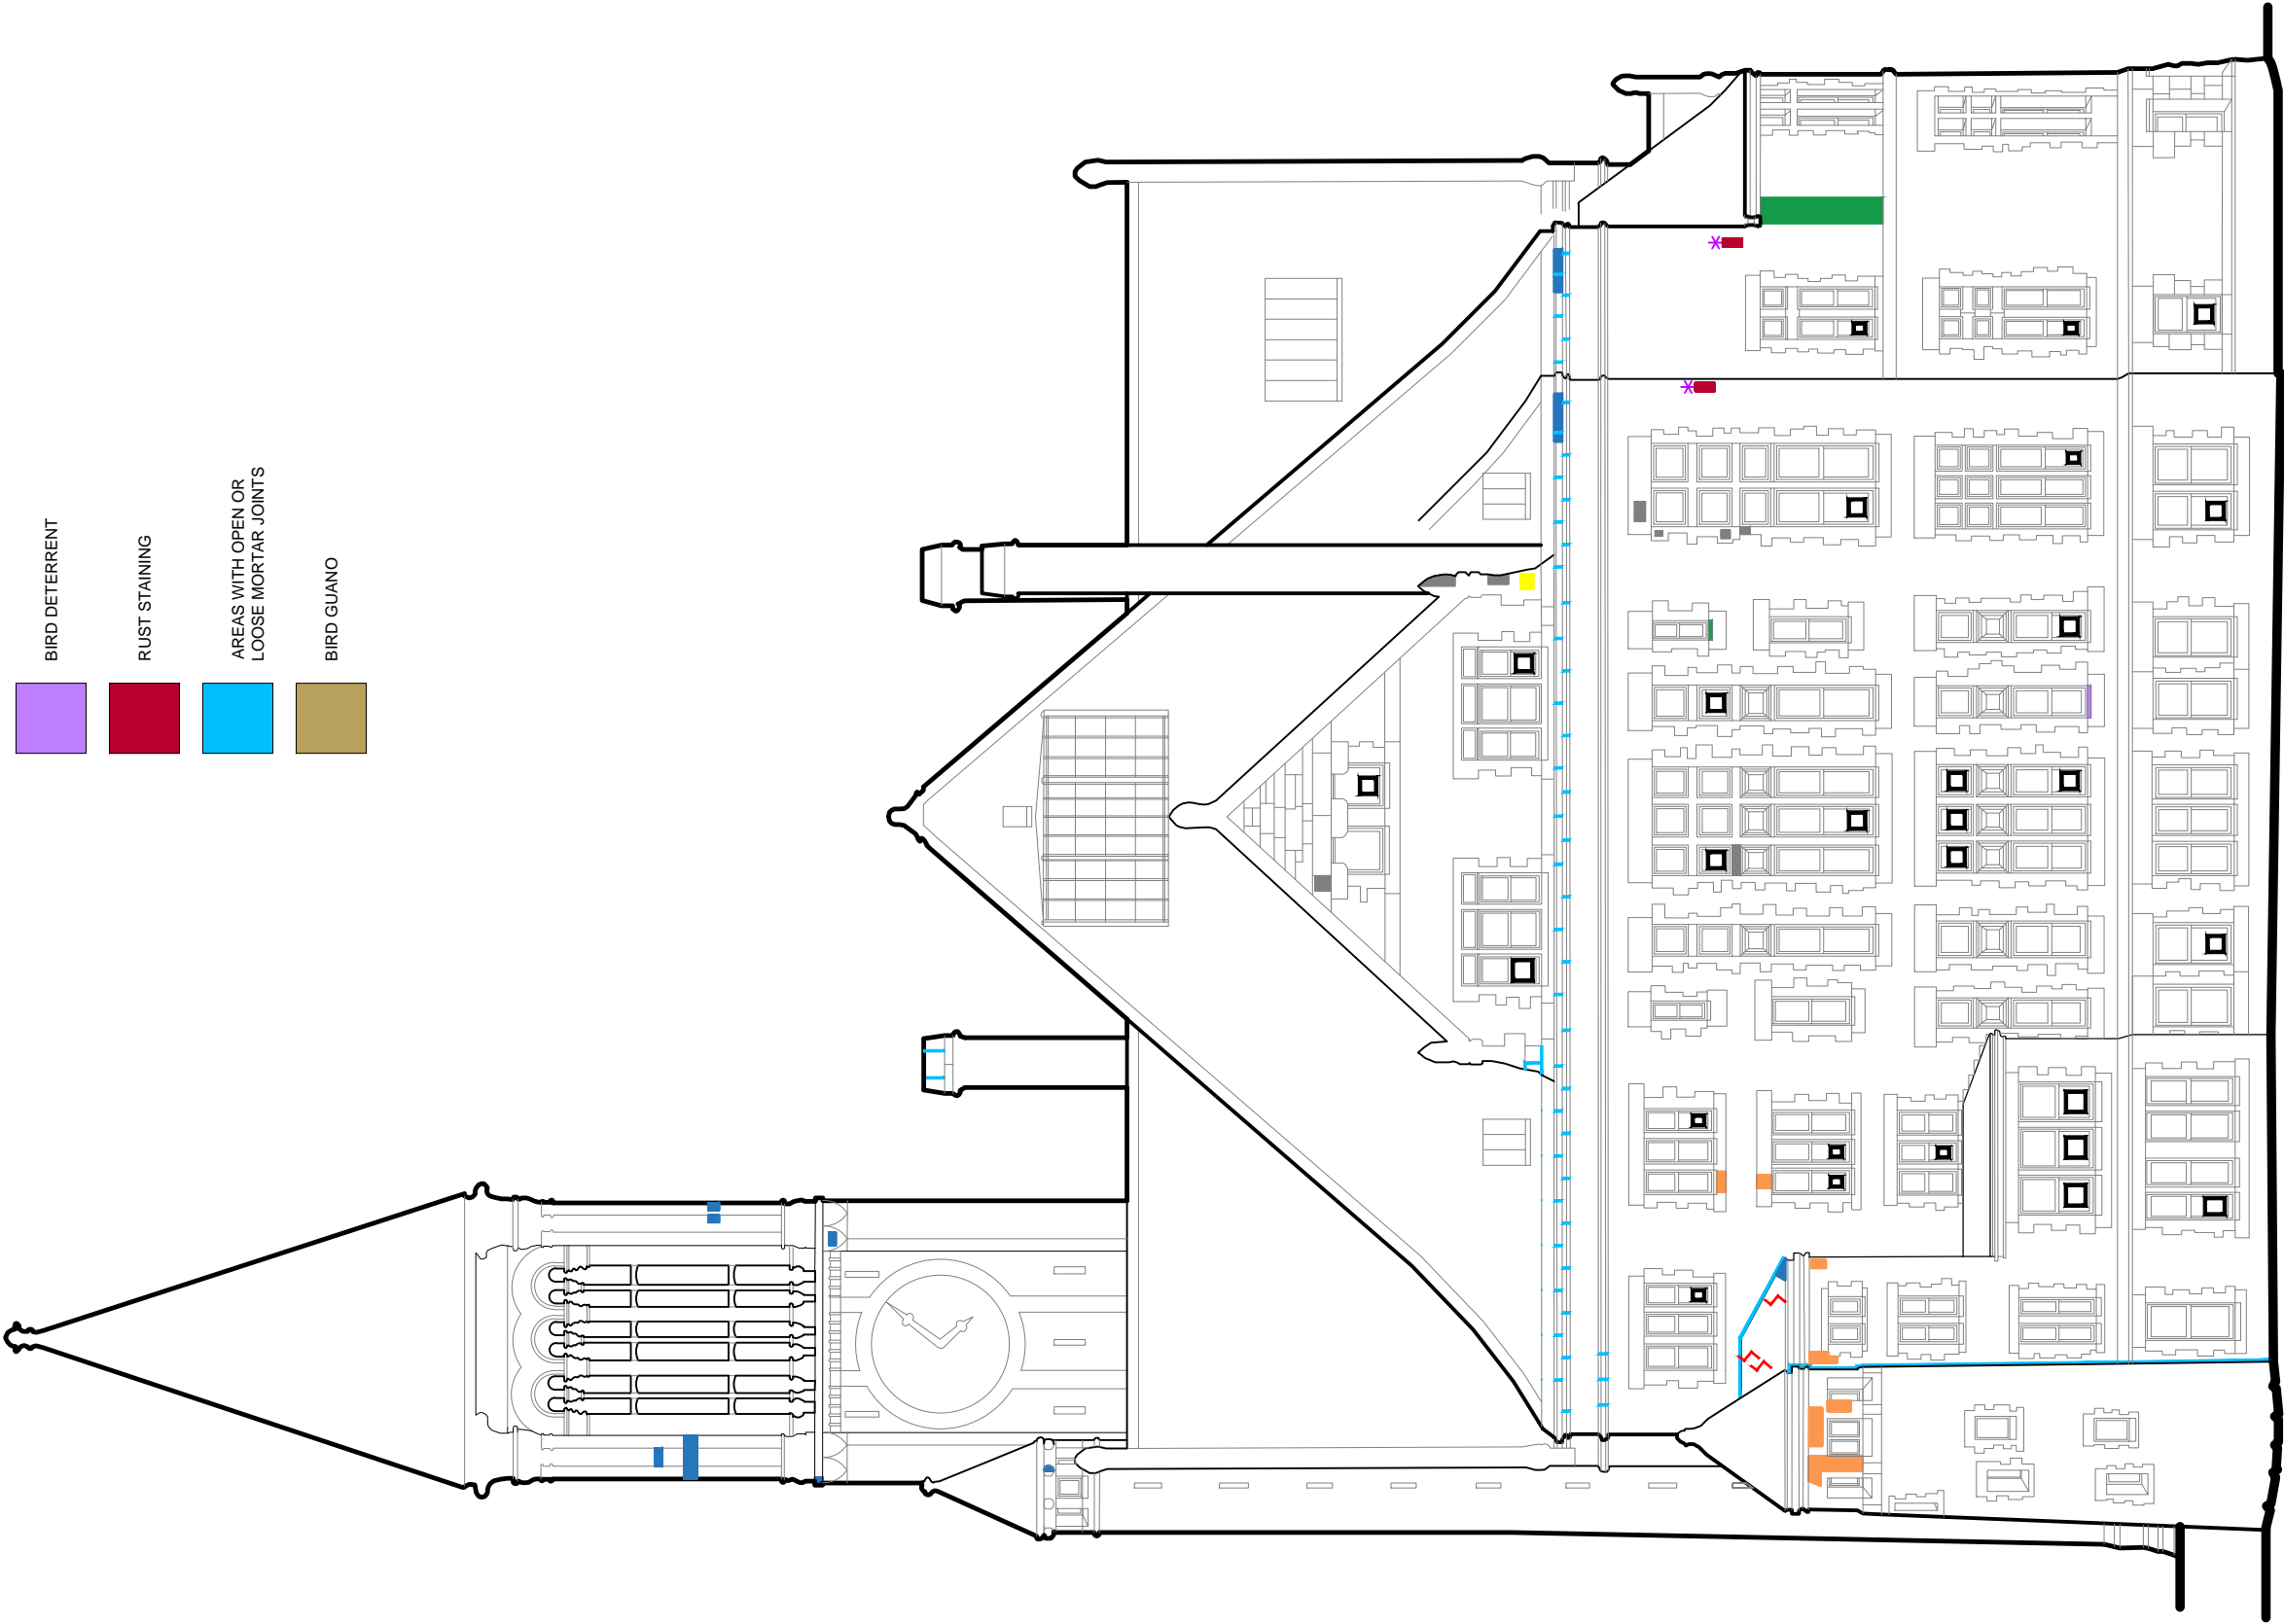 BIRD DETERRENT
RUST STAINING
AREAS WITH OPEN OR
LOOSE MORTAR JOINTS
BIRD GUANO